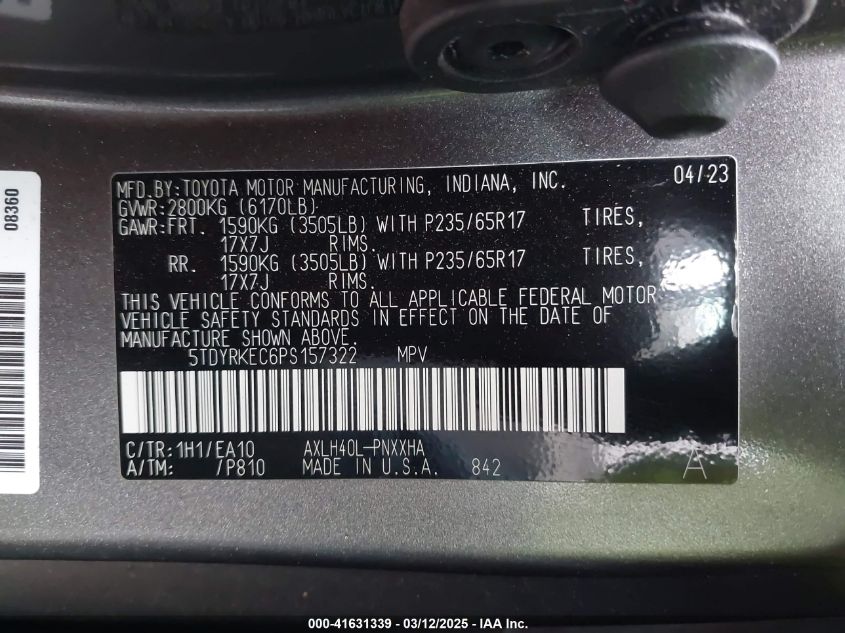 08360
MFD.BY:TOYOTA MOTOR MANUFACTURING, INDIANA, INC. 04/23
GVWR:2800KG (6170LB)
GAWR:FRT. 1590KG (3505LB) WITH P235/65R17 TIRES,
17X7J RIMS.
RR. 1590KG (3505LB) WITH P235/65R17 TIRES,
17X7J RIMS.
THIS VEHICLE CONFORMS TO ALL APPLICABLE FEDERAL MOTOR
VEHICLE SAFETY STANDARDS IN EFFECT ON THE DATE OF
MANUFACTURE SHOWN ABOVE.
5TDYRKEC6PS157322 MPV
C/TR:1H1/EA10 AXLH40L-PNXXHA
A/TM: /P810 MADE IN U.S.A. 842 A
000-41631339 — 03/12/2025 — IAA Inc.